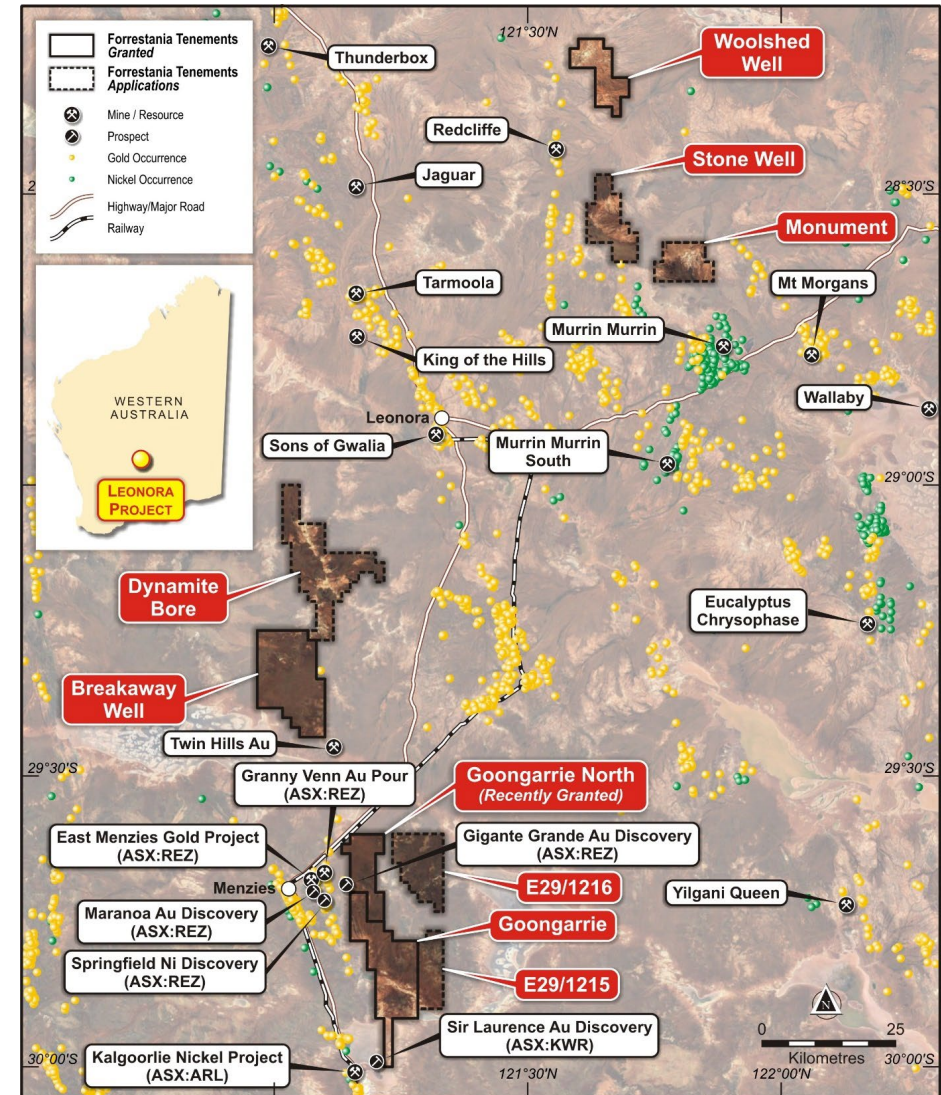 121°30'E
Forrestania Tenements
Granted
Forrestania Tenements
Applications
Mine / Resource
Prospect
Gold Occurrence
Nickel Occurrence
Highway/Major Road
Railway
Thunderbox
Woolshed
Well
Redcliffe
Stone Well
Jaguar
28°30'S
Monument
Tarmoola
Mt Morgans
Murrin Murrin
King of the Hills
WESTERN
AUSTRALIA
Wallaby
Leonora
Sons of Gwalia
Murrin Murrin
South
LEONORA
PROJECT
29°00'S
Dynamite
Bore
Eucalyptus
Chrysophase
Breakaway
Well
Twin Hills Au
29°30'S
Granny Venn Au Pour
(ASX:REZ)
Goongarrie North
(Recently Granted)
East Menzies Gold Project
(ASX:REZ)
Gigante Grande Au Discovery
(ASX:REZ)
Menzies
E29/1216
Yilgani Queen
Maranoa Au Discovery
(ASX:REZ)
Goongarrie
Springfield Ni Discovery
(ASX:REZ)
E29/1215
N
Sir Laurence Au Discovery
(ASX:KWR)
0 25
Kilometres
30°00'S
Kalgoorlie Nickel Project
(ASX:ARL)
121°30'E
122°00'E
30°00'S